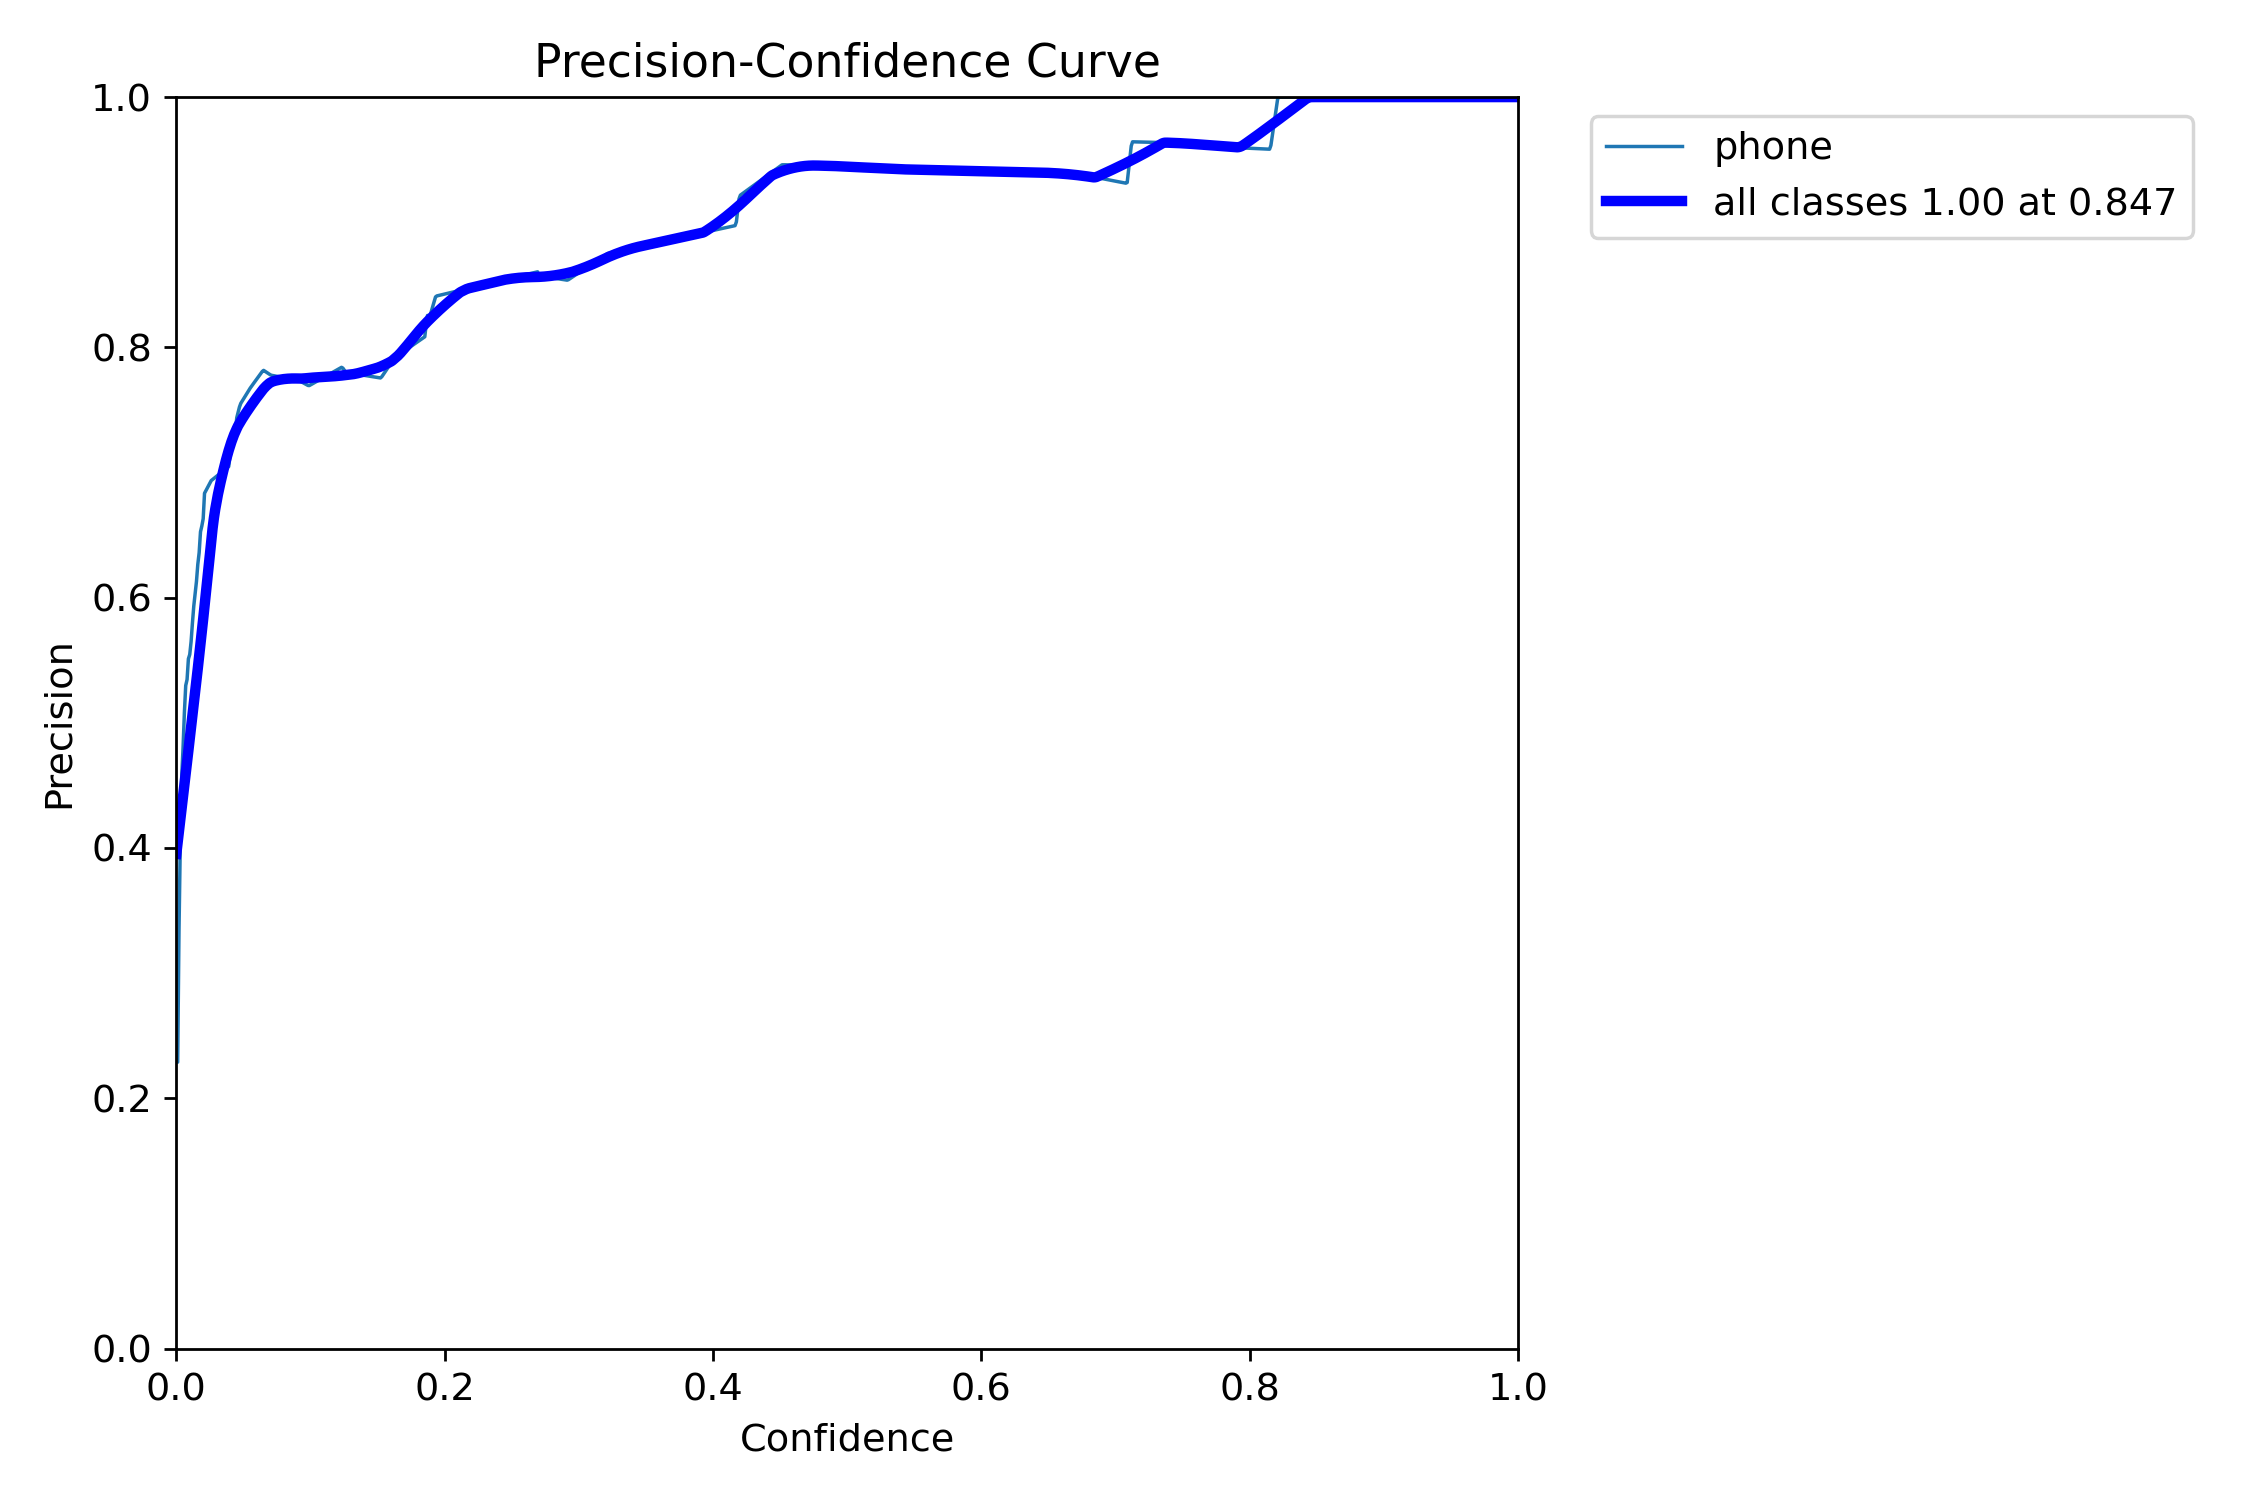 Precision-Confidence Curve
1.0
0.8
0.6
0.4
0.2
0.0
Precision
0.0 0.2 0.4 0.6 0.8 1.0
Confidence
phone
all classes 1.00 at 0.847